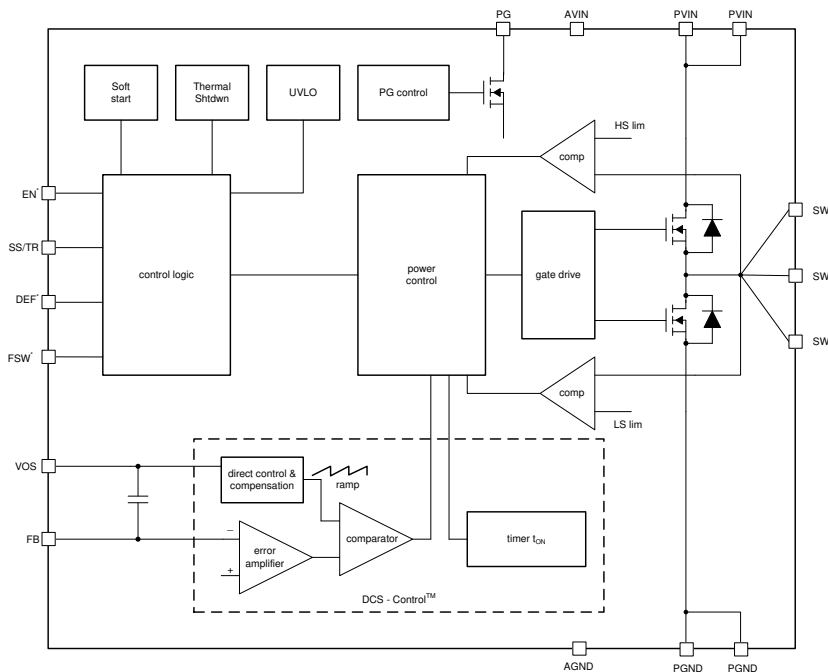 PG
AVIN
PVIN
PVIN
Soft
start
Thermal
Shtdwn
UVLO
PG control
HS lim
comp
EN*
SS/TR
DEF*
FSW*
control logic
power
control
gate drive
SW
SW
SW
comp
LS lim
VOS
FB
direct control &
compensation
ramp
–
+
error
amplifier
comparator
timer tON
DCS - Control™
AGND
PGND
PGND